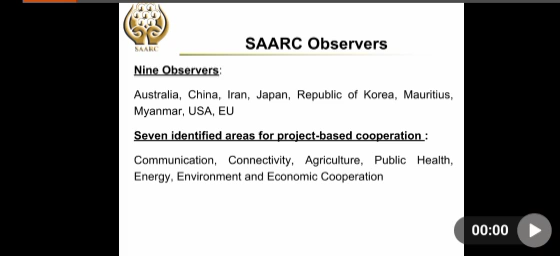 SAARC
SAARC Observers
Nine Observers:
Australia, China, Iran, Japan, Republic of Korea, Mauritius,
Myanmar, USA, EU
Seven identified areas for project-based cooperation :
Communication, Connectivity, Agriculture, Public Health,
Energy, Environment and Economic Cooperation
00:00